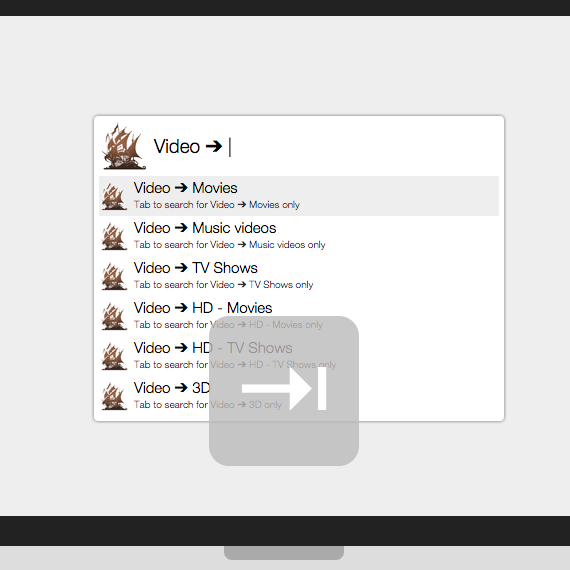 Video ➔
Video ➔ Movies
Tab to search for Video ➔ Movies only
Video ➔ Music videos
Tab to search for Video ➔ Music videos only
Video ➔ TV Shows
Tab to search for Video ➔ TV Shows only
Video ➔ HD - Movies
Tab to search for Video ➔ HD - Movies only
Video ➔ HD - TV Shows
Tab to search for Video ➔ HD - TV Shows only
Video ➔ 3D
Tab to search for Video ➔ 3D only